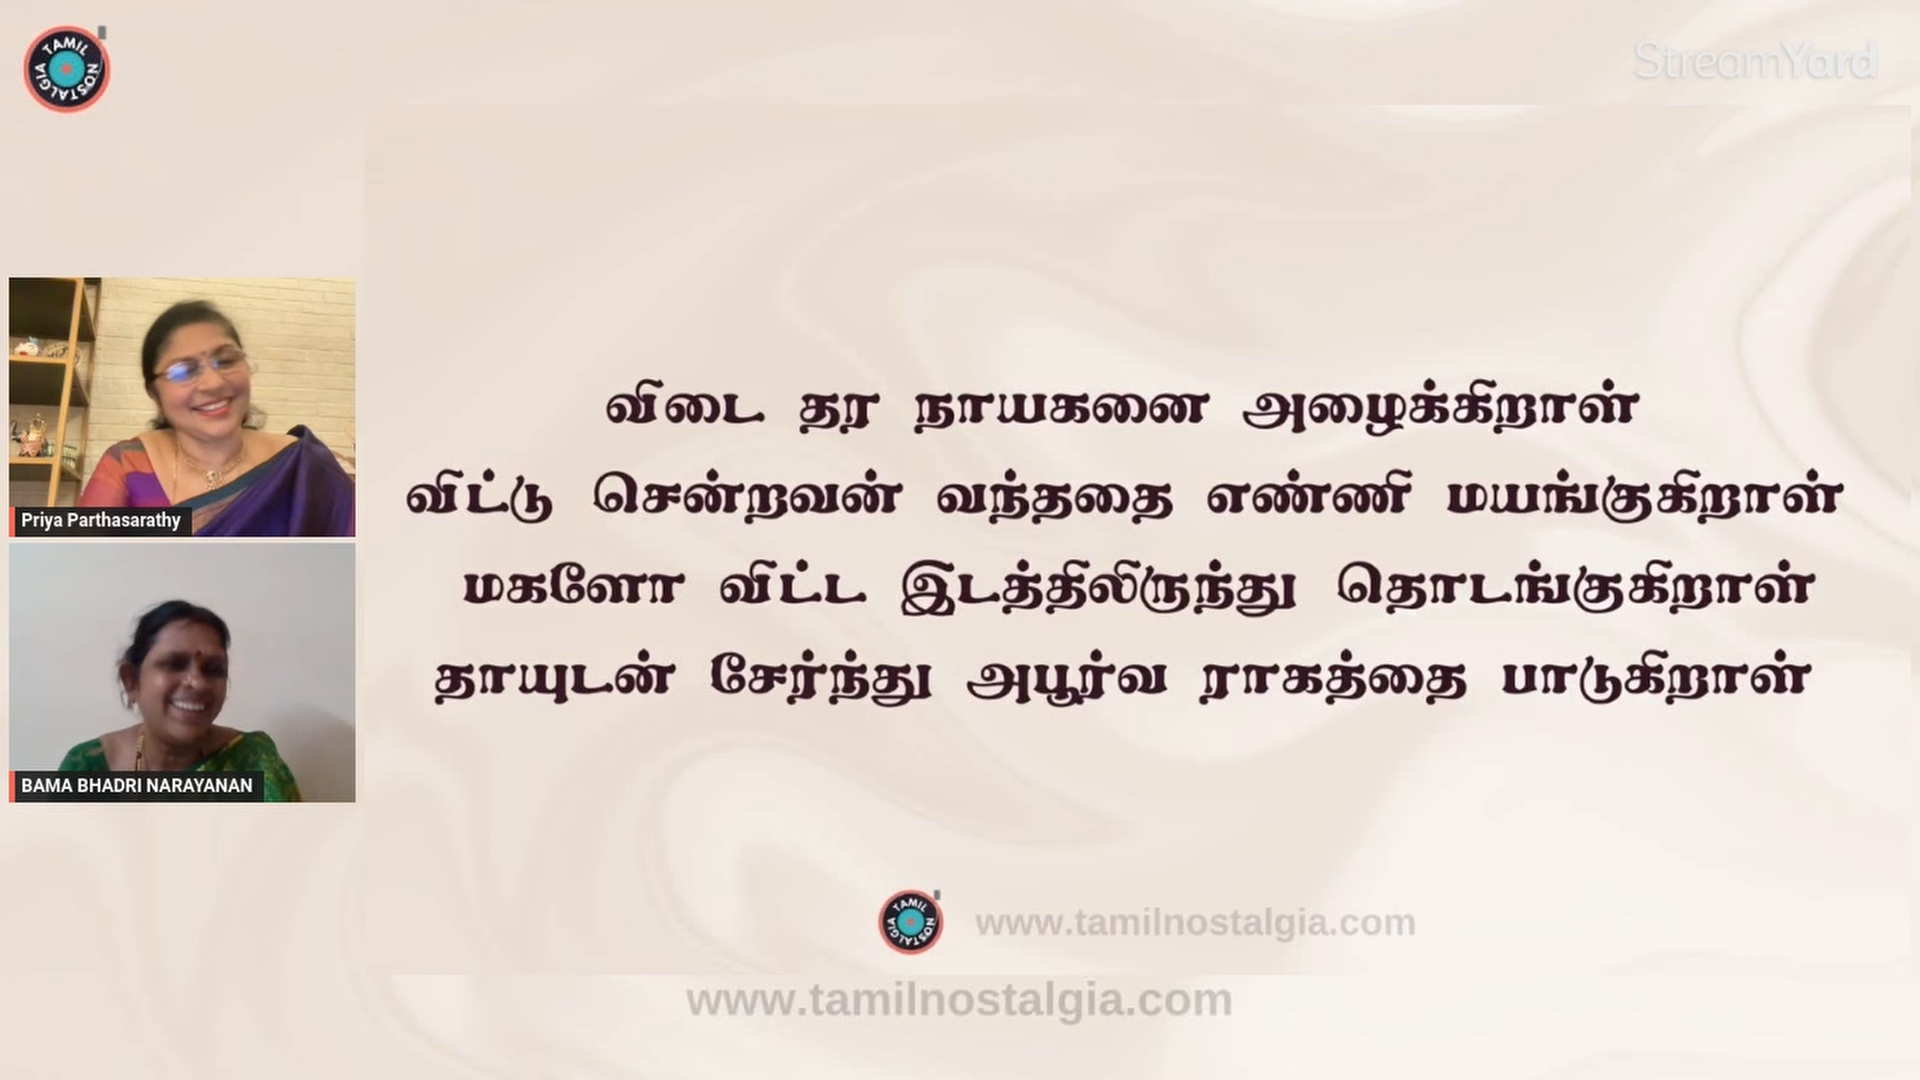 TAMIL NOSTALGIA
StreamYard
விடை தர நாயகனை அழைக்கிறாள்
விட்டு சென்றவன் வந்ததை எண்ணி மயங்குகிறாள்
மகளோ விட்ட இடத்திலிருந்து தொடங்குகிறாள்
தாயுடன் சேர்ந்து அபூர்வ ராகத்தை பாடுகிறாள்
Priya Parthasarathy
BAMA BHADRI NARAYANAN
TAMIL NOSTALGIA
www.tamilnostalgia.com
www.tamilnostalgia.com